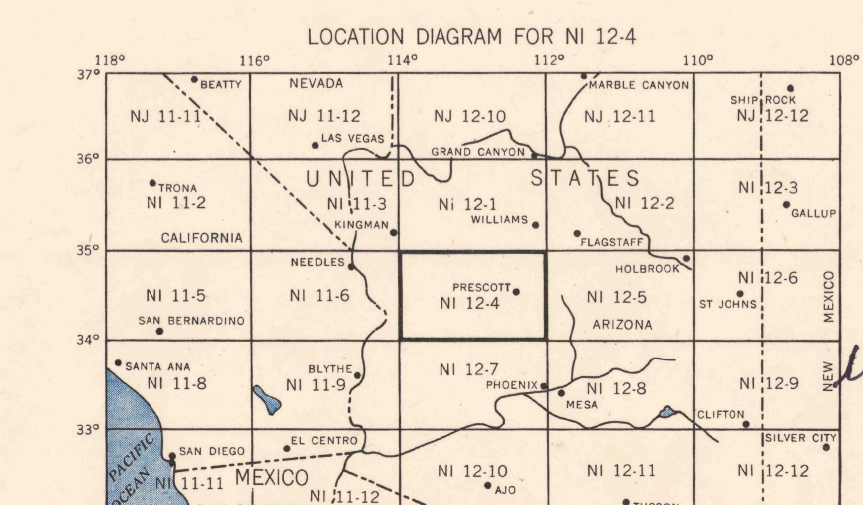 LOCATION DIAGRAM FOR NI 12-4
118° 116° 114° 112° 110° 108°
37°
BEATTY
NEVADA
MARBLE CANYON
SHIP ROCK
NJ 11-11
NJ 11-12
NJ 12-10
NJ 12-11
NJ 12-12
LAS VEGAS
GRAND CANYON
36°
UNITED STATES
TRONA
NI 11-2
NI 11-3
Ni 12-1
NI 12-2
NI 12-3
GALLUP
KINGMAN
WILLIAMS
FLAGSTAFF
CALIFORNIA
35°
NEEDLES
HOLBROOK
NI 12-6
NI 11-5
NI 11-6
PRESCOTT
NI 12-4
NI 12-5
ST JOHNS
NEW MEXICO
SAN BERNARDINO
ARIZONA
34°
SANTA ANA
NI 11-8
BLYTHE
NI 11-9
NI 12-7
PHOENIX
NI 12-8
MESA
NI 12-9
CLIFTON
33°
SAN DIEGO
EL CENTRO
SILVER CITY
PACIFIC
OCEAN
NI 11-11
MEXICO
NI 11-12
NI 12-10
AJO
NI 12-11
NI 12-12
TUCSON